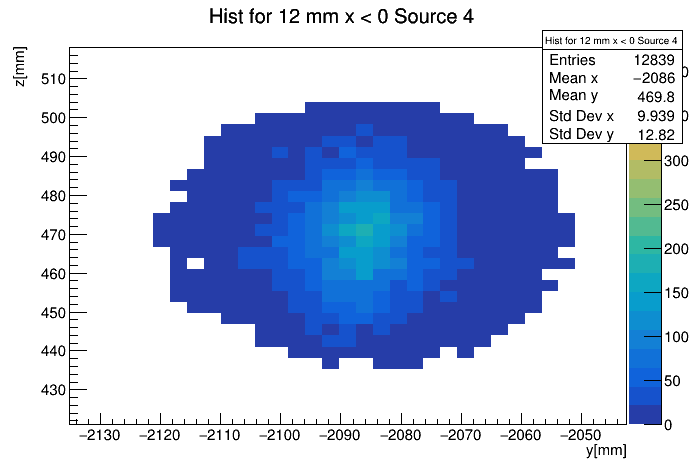 Hist for 12 mm x < 0 Source 4
z[mm]
Hist for 12 mm x < 0 Source 4
Entries 12839
Mean x −2086
Mean y 469.8
Std Dev x 9.939
Std Dev y 12.82
510
500
490
480
470
460
450
440
430
0
0
300
250
200
150
100
50
0
−2130 −2120 −2110 −2100 −2090 −2080 −2070 −2060 −2050
y[mm]